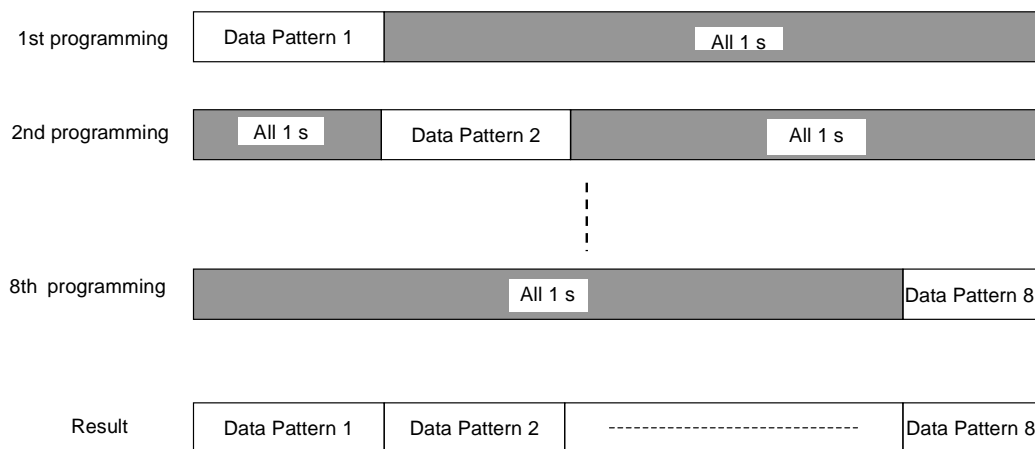 1st programming
Data Pattern 1
All 1 s
2nd programming
All 1 s
Data Pattern 2
All 1 s
8th programming
All 1 s
Data Pattern 8
Result
Data Pattern 1
Data Pattern 2
Data Pattern 8